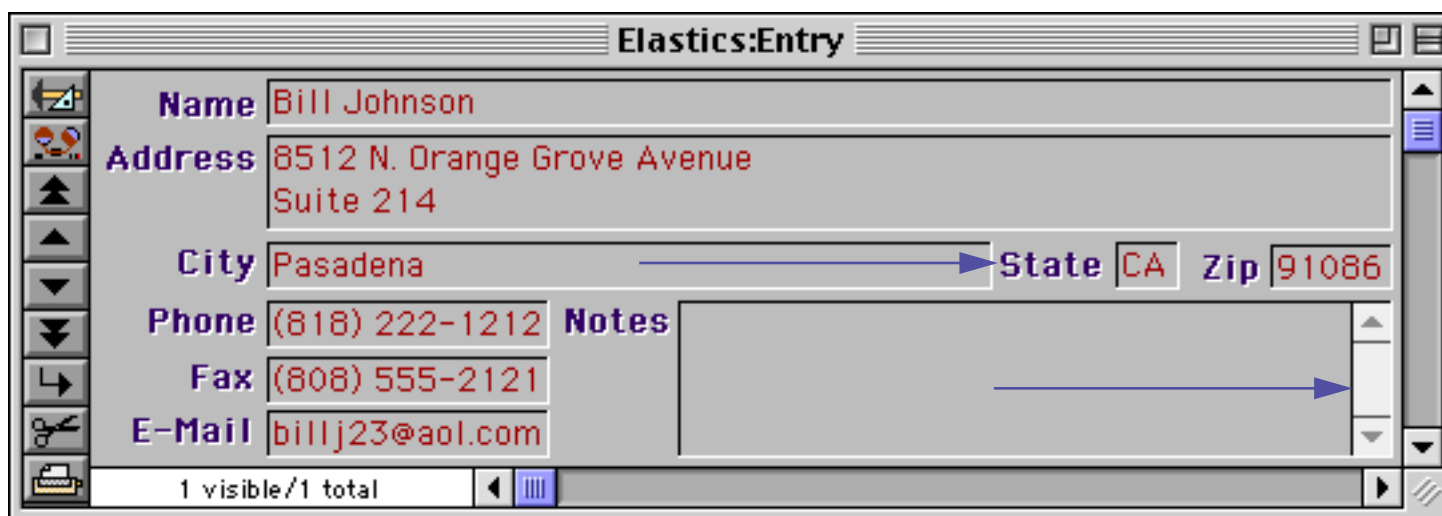 Elastics:Entry
Name Bill Johnson
Address 8512 N. Orange Grove Avenue
Suite 214
City Pasadena State CA Zip 91086
Phone (818) 222-1212 Notes
Fax (808) 555-2121
E-Mail billj23@aol.com
1 visible/1 total